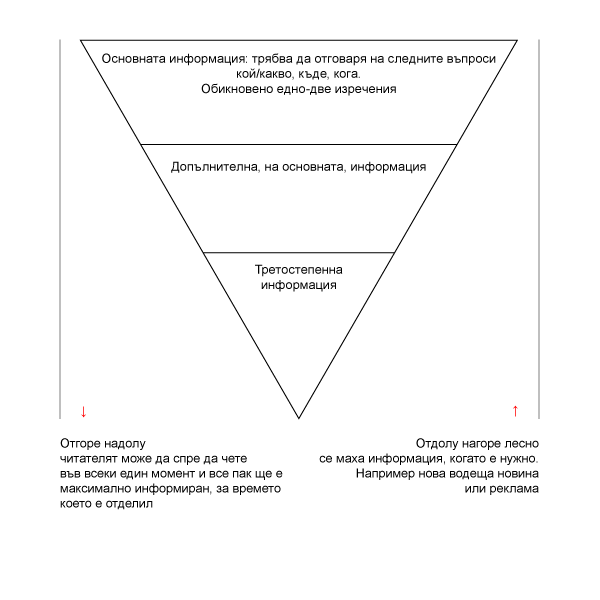 Основната информация: трябва да отговаря на следните въпроси
кой/какво, къде, кога.
Обикновено едно-две изречения
Допълнителна, на основната, информация
Третостепенна
информация
↓
Отгоре надолу
читателят може да спре да чете
във всеки един момент и все пак ще е
максимално информиран, за времето
което е отделил
↑
Отдолу нагоре лесно
се маха информация, когато е нужно.
Например нова водеща новина
или реклама